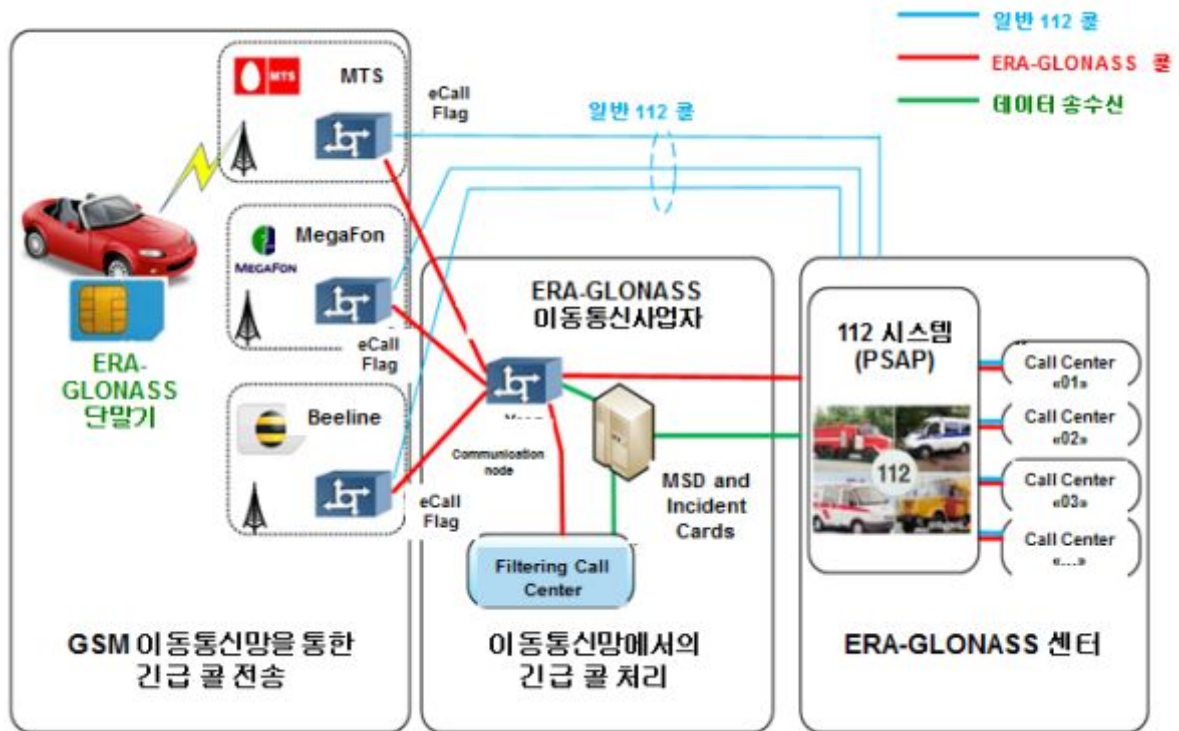 일반 112 콜
ERA-GLONASS 콜
데이터 송수신
MTS
MTS
eCall
Flag
일반 112 콜
MegaFon
MEGAFON
eCall
Flag
ERA-
GLONASS
단말기
Beeline
eCall
Flag
ERA-GLONASS
이동통신사업자
Communication
node
MSD and
Incident
Cards
Filtering Call
Center
112 시스템
(PSAP)
112
Call Center
«01»
Call Center
«02»
Call Center
«03»
Call Center
«...»
GSM 이동통신망을 통한
긴급 콜 전송
이동통신망에서의
긴급 콜 처리
ERA-GLONASS 센터